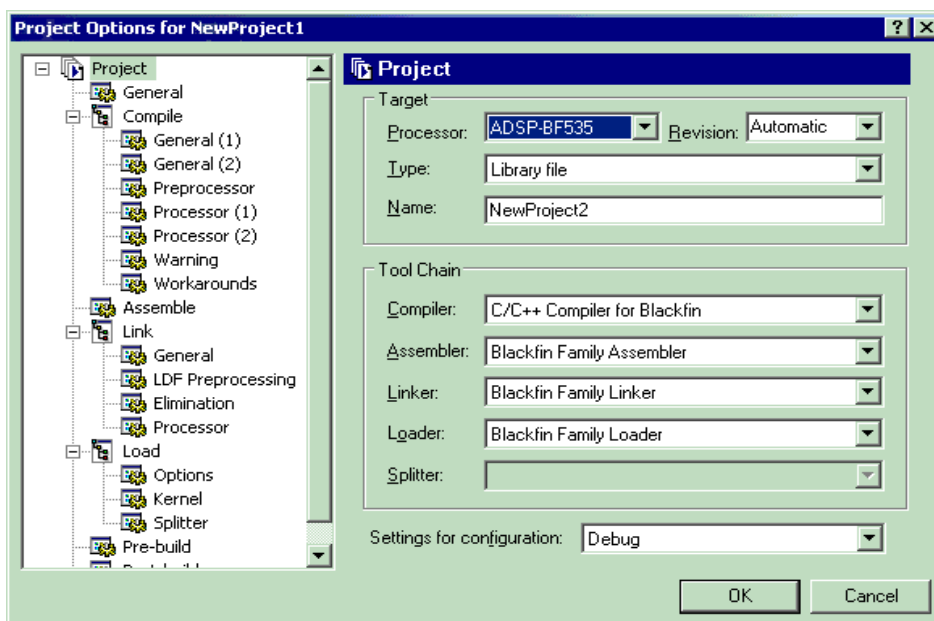 Project Options for NewProject1
Project
General
Compile
General (1)
General (2)
Preprocessor
Processor (1)
Processor (2)
Warning
Workarounds
Assemble
Link
General
LDF Preprocessing
Elimination
Processor
Load
Options
Kernel
Splitter
Pre-build
Project
Target
Processor: ADSP-BF535 Revision: Automatic
Type: Library file
Name: NewProject2
Tool Chain
Compiler: C/C++ Compiler for Blackfin
Assembler: Blackfin Family Assembler
Linker: Blackfin Family Linker
Loader: Blackfin Family Loader
Splitter:
Settings for configuration: Debug
OK Cancel